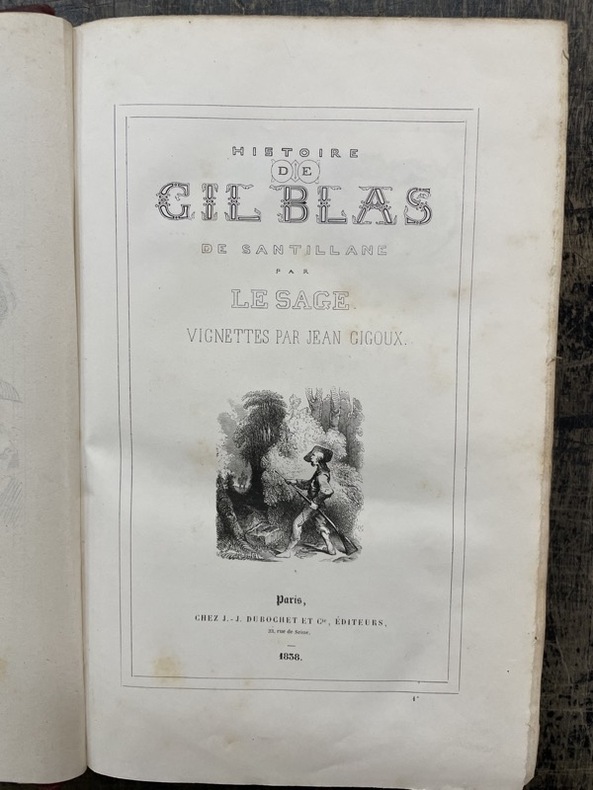 HISTOIRE
DE
GIL BLAS
DE SANTILLANE
PAR
LE SAGE.
VIGNETTES PAR JEAN GIGOUX.
Paris,
CHEZ J.-J. DUBOCHET ET Cie, ÉDITEURS,
33, rue de Seine.
1838.